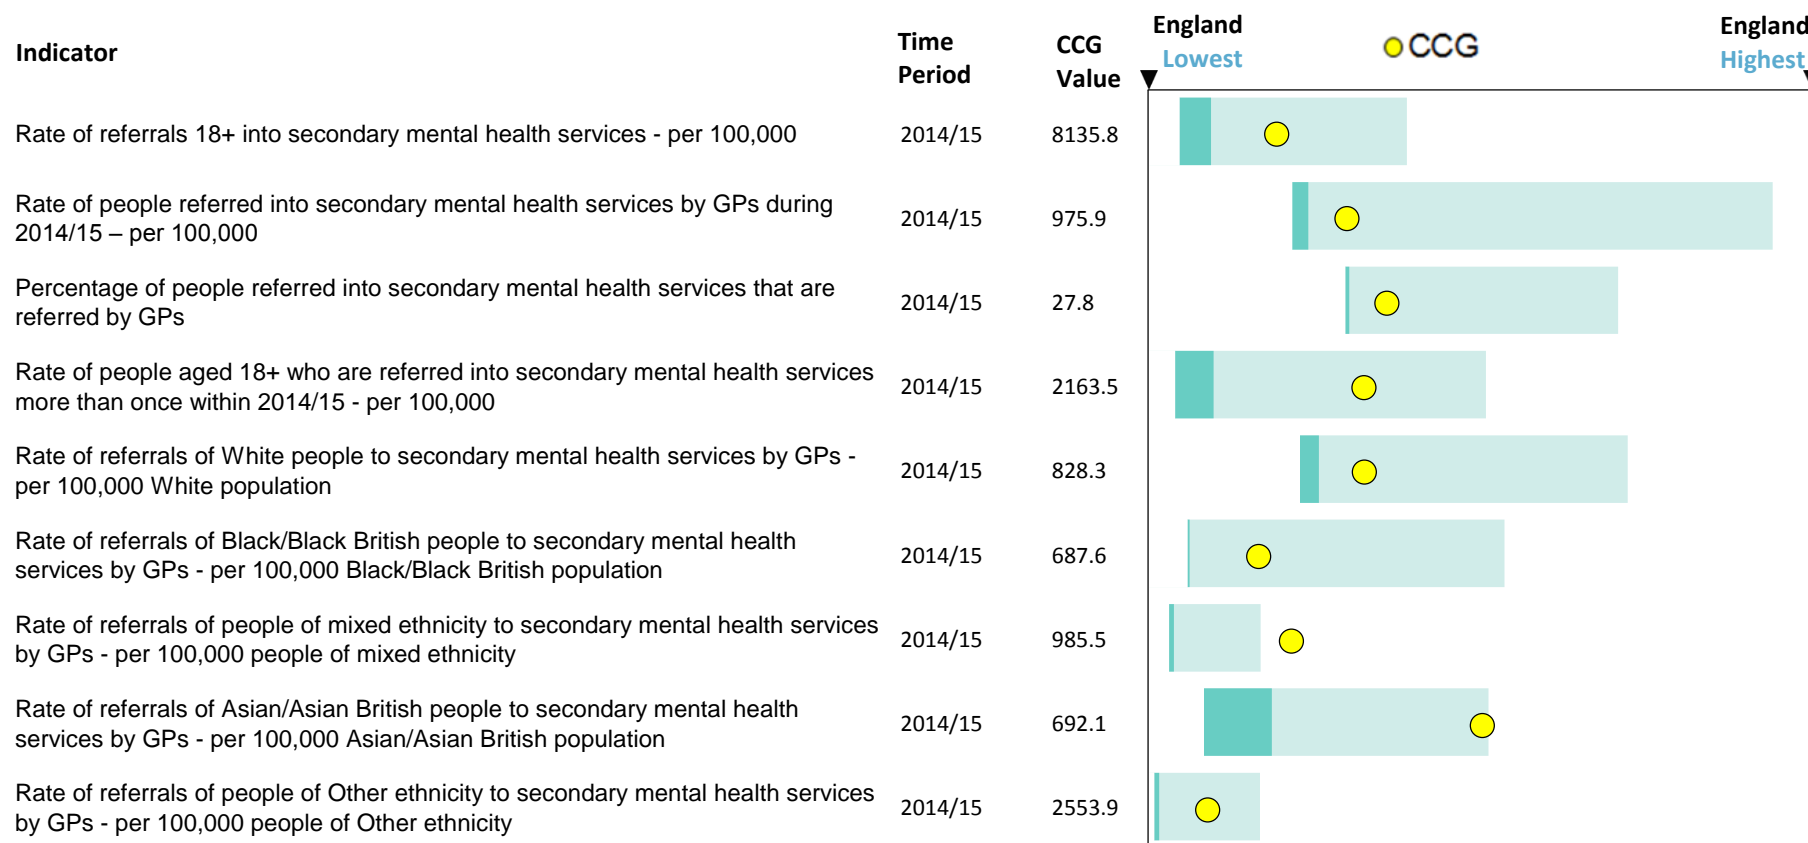 Indicator
Time Period
CCG Value
England Lowest
CCG
England Highest
Rate of referrals 18+ into secondary mental health services - per 100,000
2014/15
8135.8
Rate of people referred into secondary mental health services by GPs during
2014/15 – per 100,000
2014/15
975.9
Percentage of people referred into secondary mental health services that are
referred by GPs
2014/15
27.8
Rate of people aged 18+ who are referred into secondary mental health services
more than once within 2014/15 - per 100,000
2014/15
2163.5
Rate of referrals of White people to secondary mental health services by GPs -
per 100,000 White population
2014/15
828.3
Rate of referrals of Black/Black British people to secondary mental health
services by GPs - per 100,000 Black/Black British population
2014/15
687.6
Rate of referrals of people of mixed ethnicity to secondary mental health services
by GPs - per 100,000 people of mixed ethnicity
2014/15
985.5
Rate of referrals of Asian/Asian British people to secondary mental health
services by GPs - per 100,000 Asian/Asian British population
2014/15
692.1
Rate of referrals of people of Other ethnicity to secondary mental health services
by GPs - per 100,000 people of Other ethnicity
2014/15
2553.9